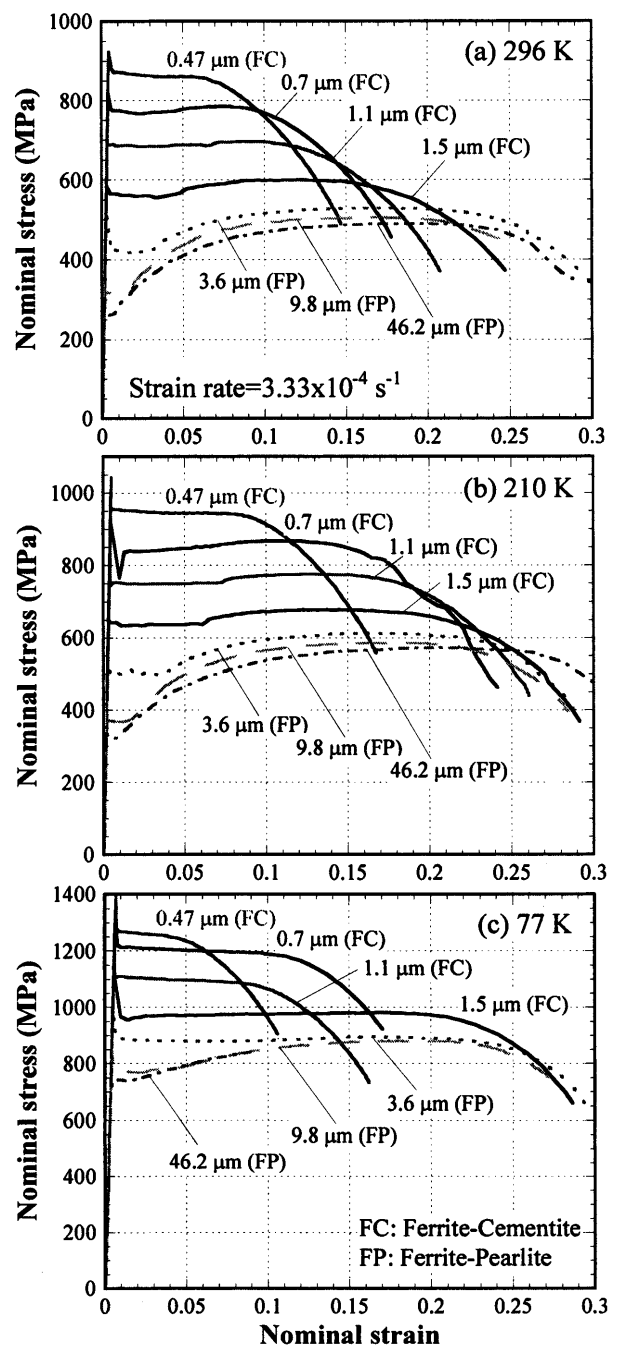 1000
(a) 296 K
0.47 μm (FC)
0.7 μm (FC)
800
1.1 μm (FC)
1.5 μm (FC)
600
400
3.6 μm (FP)
9.8 μm (FP)
46.2 μm (FP)
200
Strain rate=3.33x10⁻⁴ s⁻¹
0
0 0.05 0.1 0.15 0.2 0.25 0.3
Nominal stress (MPa)
(b) 210 K
1000
0.47 μm (FC)
0.7 μm (FC)
1.1 μm (FC)
800
1.5 μm (FC)
600
400
3.6 μm (FP)
9.8 μm (FP)
46.2 μm (FP)
200
0
0 0.05 0.1 0.15 0.2 0.25 0.3
Nominal stress (MPa)
1400
0.47 μm (FC)
(c) 77 K
0.7 μm (FC)
1200
1.1 μm (FC)
1.5 μm (FC)
1000
800
3.6 μm (FP)
9.8 μm (FP)
600
46.2 μm (FP)
400
200
FC: Ferrite-Cementite
FP: Ferrite-Pearlite
0
0 0.05 0.1 0.15 0.2 0.25 0.3
Nominal stress (MPa)
Nominal strain